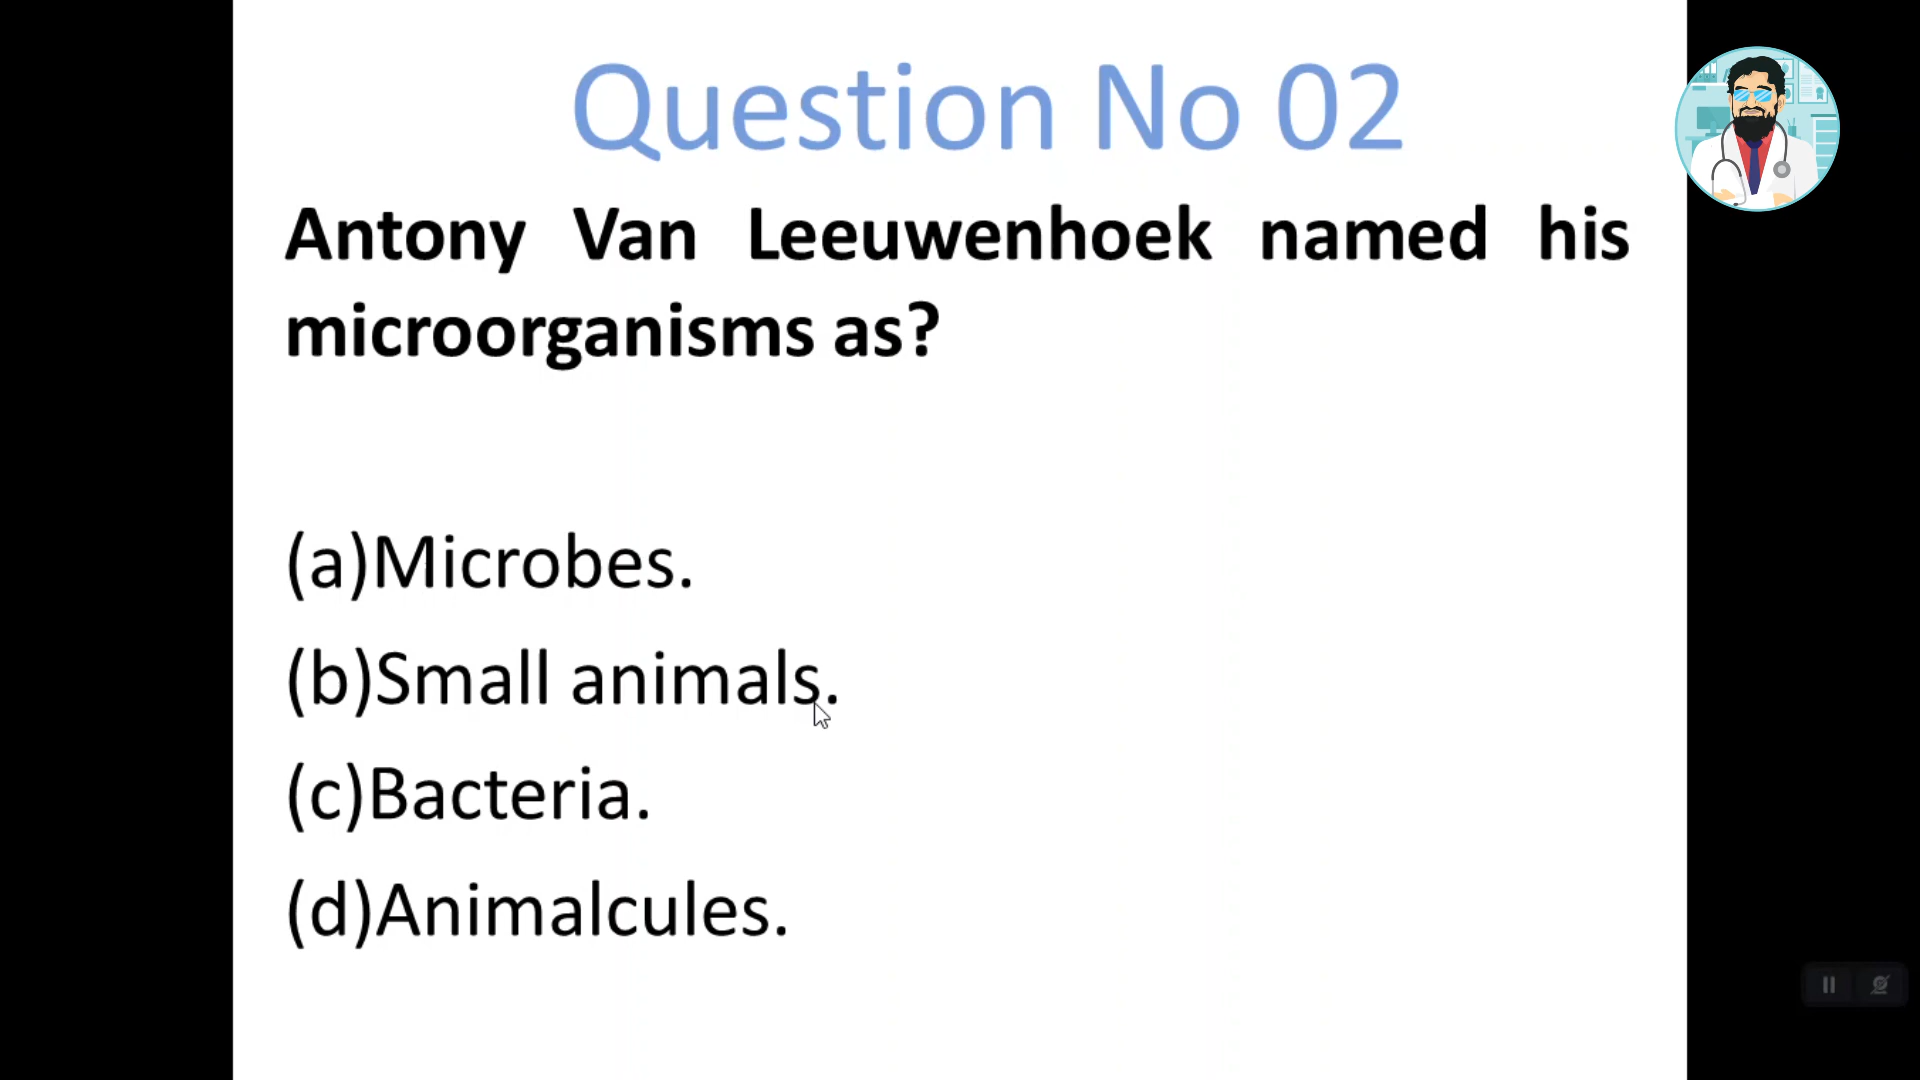 Question No 02
Antony Van Leeuwenhoek named his
microorganisms as?
(a)Microbes.
(b)Small animals.
(c)Bacteria.
(d)Animalcules.